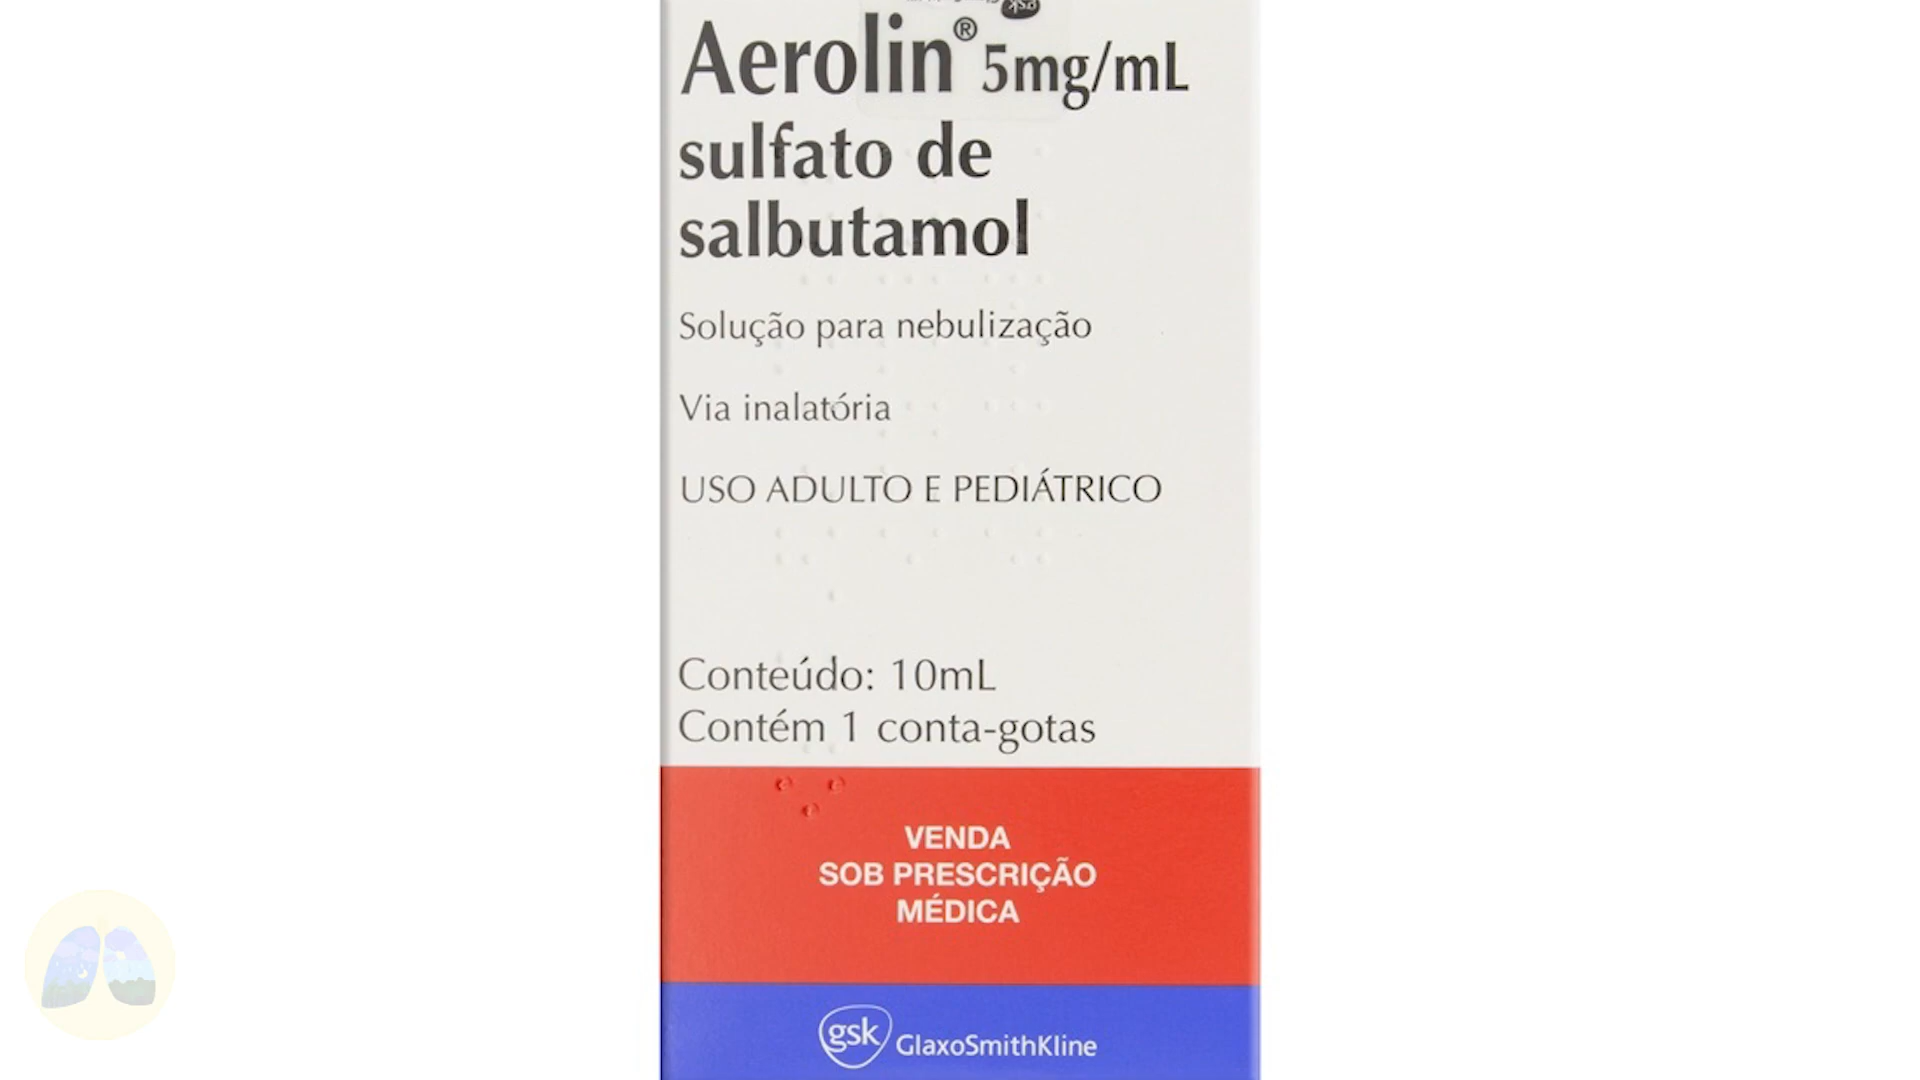 Aerolin® 5mg/mL
sulfato de
salbutamol
Solução para nebulização
Via inalatória
USO ADULTO E PEDIÁTRICO
Conteúdo: 10mL
Contém 1 conta-gotas
VENDA
SOB PRESCRIÇÃO
MÉDICA
gsk GlaxoSmithKline